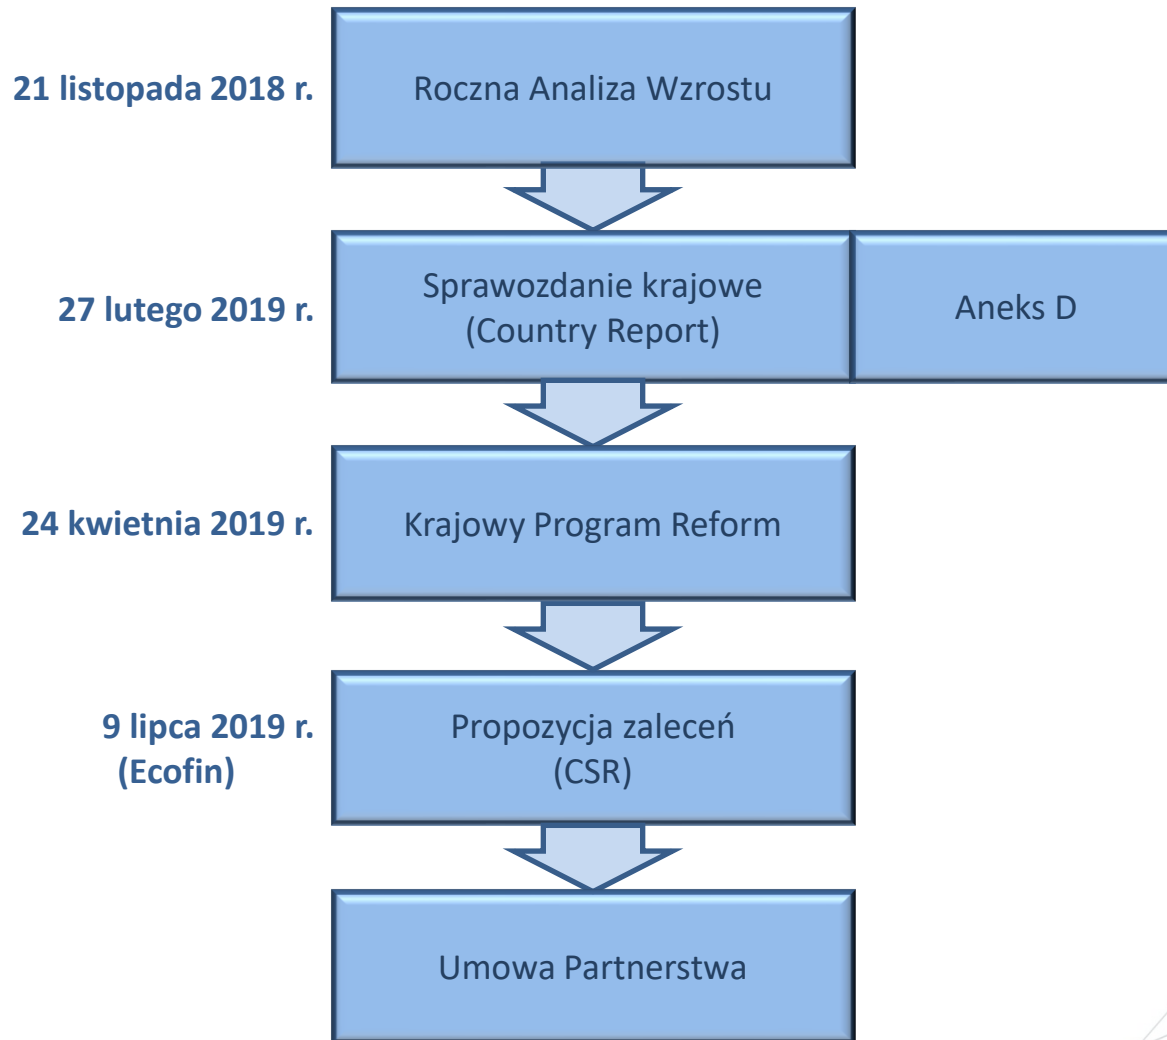 21 listopada 2018 r.
Roczna Analiza Wzrostu
27 lutego 2019 r.
Sprawozdanie krajowe
(Country Report)
Aneks D
24 kwietnia 2019 r.
Krajowy Program Reform
9 lipca 2019 r.
(Ecofin)
Propozycja zaleceń
(CSR)
Umowa Partnerstwa